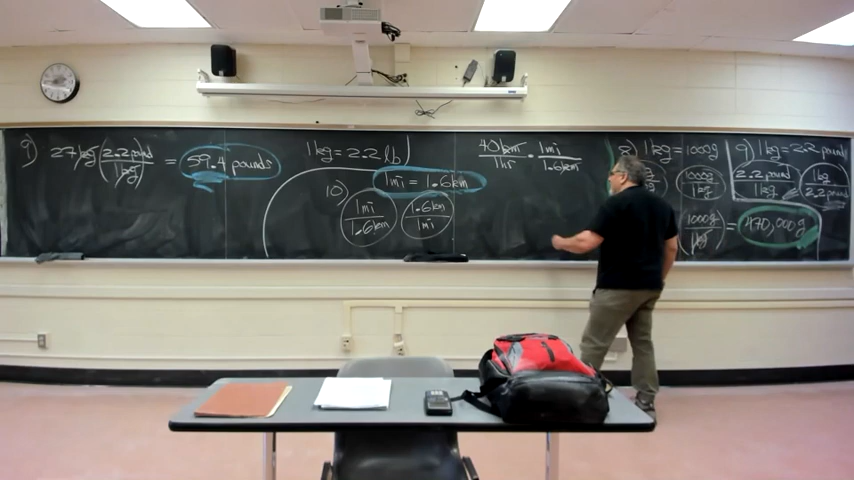 9) 27 kg (2.2 pound / 1 kg) = 59.4 pounds
1 kg = 2.2 lb
10) 1 mi = 1.6 km
1 mi / 1.6 km
1.6 km / 1 mi
40 km / 1 hr · 1 mi / 1.6 km
8) 1 kg = 1000 g
1000 g / 1 kg
(1000 g / 1 kg) = 470,000 g
9) 1 kg = 2.2 pounds
2.2 pound / 1 kg
1 kg / 2.2 pound